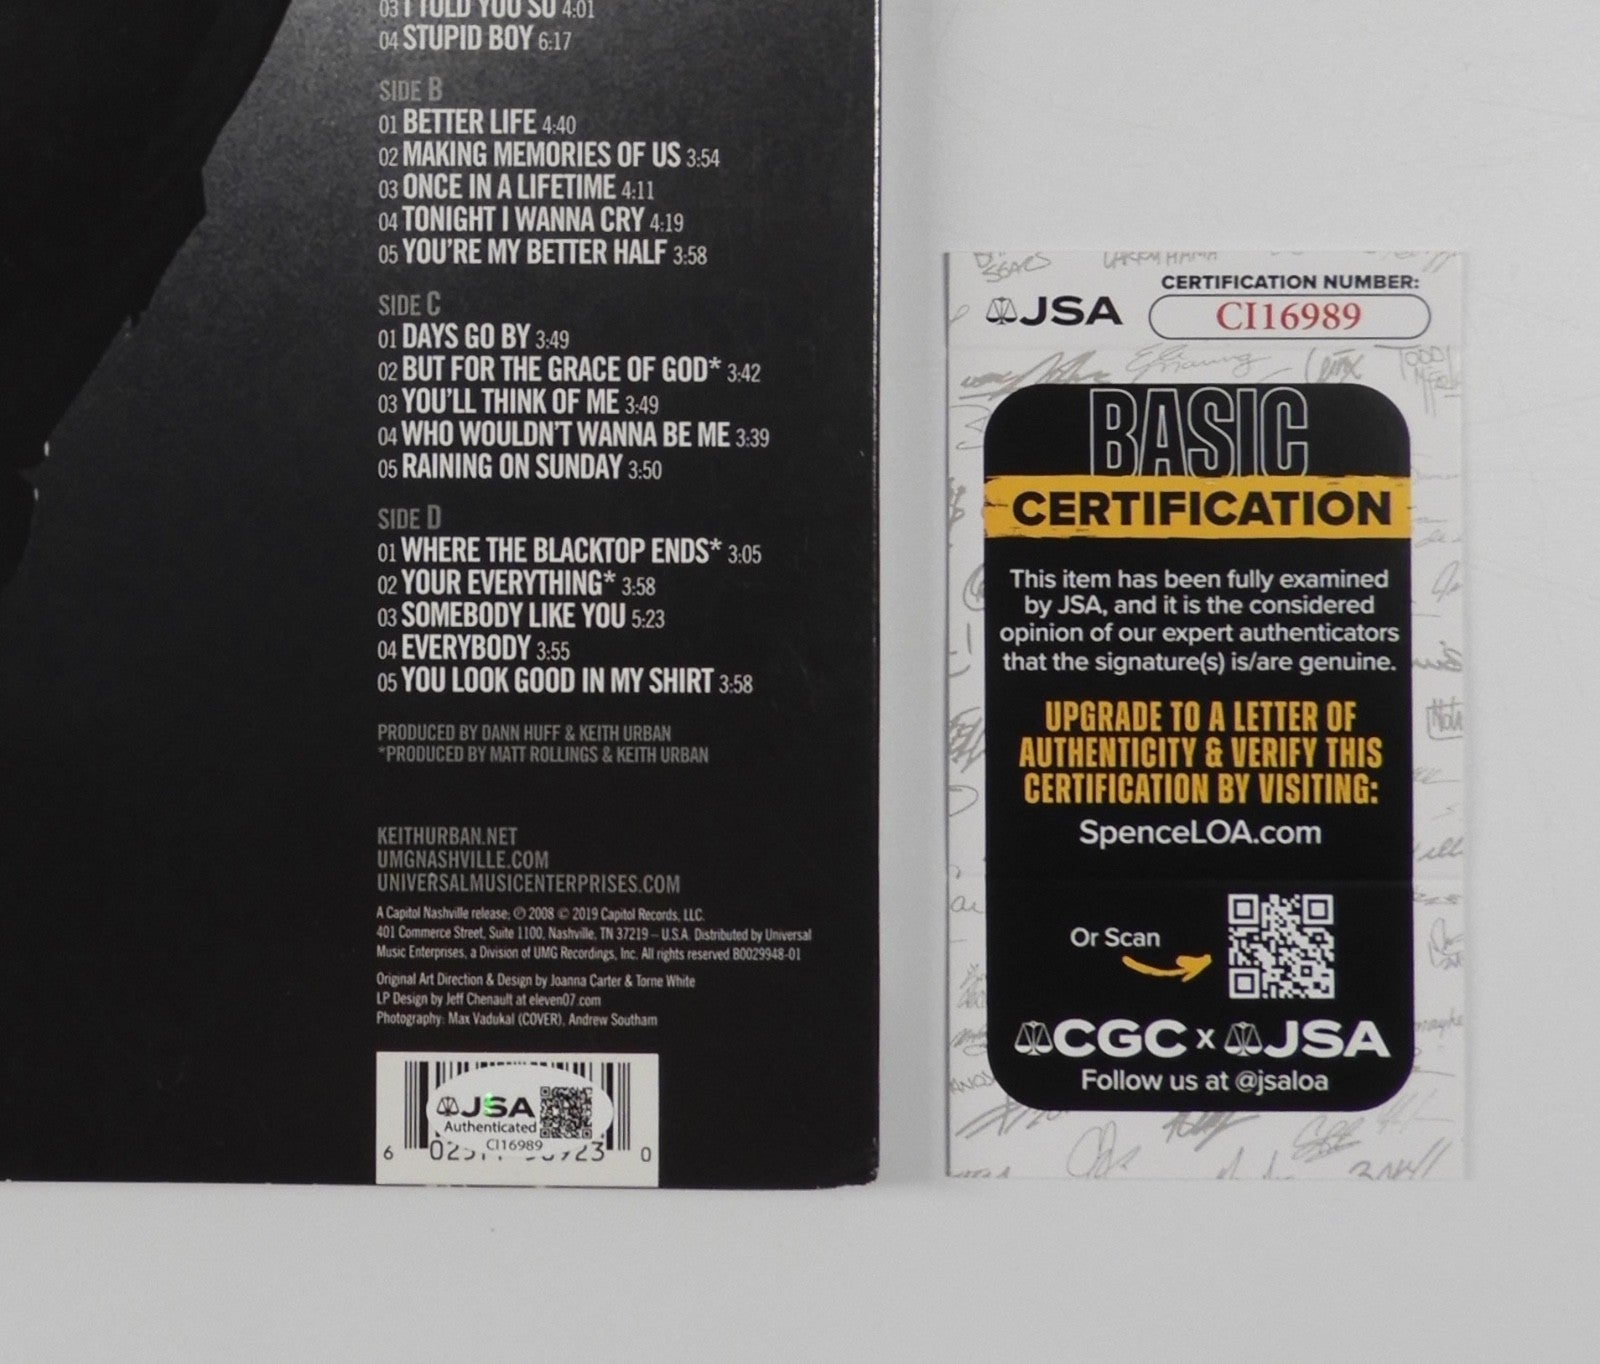 03 I TOLD YOU SO 4:01
04 STUPID BOY 6:17
SIDE B
01 BETTER LIFE 4:40
02 MAKING MEMORIES OF US 3:54
03 ONCE IN A LIFETIME 4:11
04 TONIGHT I WANNA CRY 4:19
05 YOU'RE MY BETTER HALF 3:58
SIDE C
01 DAYS GO BY 3:49
02 BUT FOR THE GRACE OF GOD* 3:42
03 YOU'LL THINK OF ME 3:49
04 WHO WOULDN'T WANNA BE ME 3:39
05 RAINING ON SUNDAY 3:50
SIDE D
01 WHERE THE BLACKTOP ENDS* 3:05
02 YOUR EVERYTHING* 3:58
03 SOMEBODY LIKE YOU 5:23
04 EVERYBODY 3:55
05 YOU LOOK GOOD IN MY SHIRT 3:58
PRODUCED BY DANN HUFF & KEITH URBAN
*PRODUCED BY MATT ROLLINGS & KEITH URBAN
KEITHURBAN.NET
UMGNASHVILLE.COM
UNIVERSALMUSICENTERPRISES.COM
A Capitol Nashville release; ℗ 2008 © 2019 Capitol Records, LLC.
401 Commerce Street, Suite 1100, Nashville, TN 37219 – U.S.A. Distributed by Universal
Music Enterprises, a Division of UMG Recordings, Inc. All rights reserved B0029948-01
Original Art Direction & Design by Joanna Carter & Torne White
LP Design by Jeff Chenault at eleven07.com
Photography: Max Vadukal (COVER), Andrew Southam
JSA
Authenticated
CI16989
6 0
JSA
CERTIFICATION NUMBER:
CI16989
BASIC
CERTIFICATION
This item has been fully examined
by JSA, and it is the considered
opinion of our expert authenticators
that the signature(s) is/are genuine.
UPGRADE TO A LETTER OF
AUTHENTICITY & VERIFY THIS
CERTIFICATION BY VISITING:
SpenceLOA.com
Or Scan
CGC x JSA
Follow us at @jsaloa